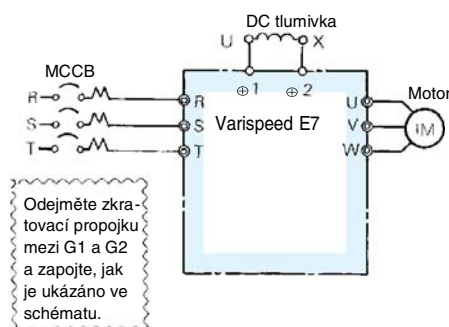 DC tlumivka
U X
MCCB
⊕1 ⊕2
Motor
R R U
S S Varispeed E7 V IM
T T W
Odejměte zkra-
tovací propojku
mezi G1 a G2
a zapojte, jak
je ukázáno ve
schématu.